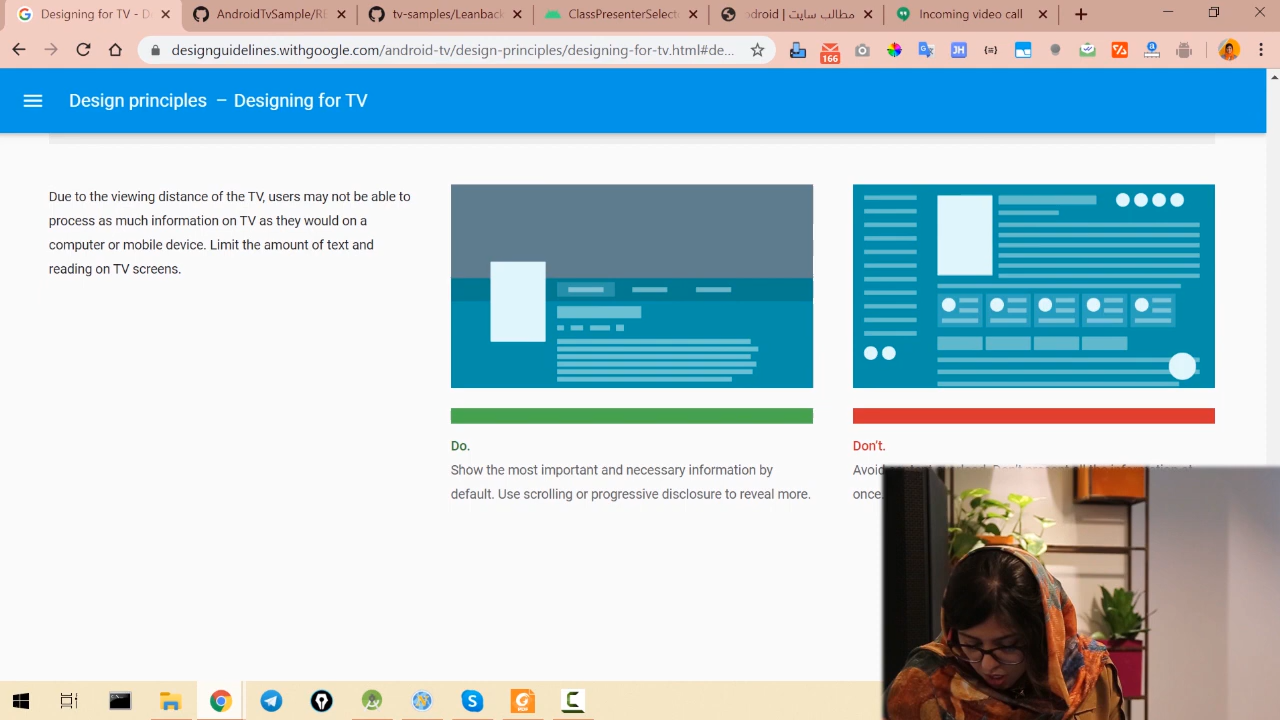 Designing for TV - D
AndroidTvSample/RE
tv-samples/Leanback
ClassPresenterSelect
مطالب سایت | ndroid
Incoming video call
designguidelines.withgoogle.com/android-tv/design-principles/designing-for-tv.html#de...
166
JH
Design principles – Designing for TV
Due to the viewing distance of the TV, users may not be able to
process as much information on TV as they would on a
computer or mobile device. Limit the amount of text and
reading on TV screens.
Do.
Show the most important and necessary information by
default. Use scrolling or progressive disclosure to reveal more.
Don't.
once.